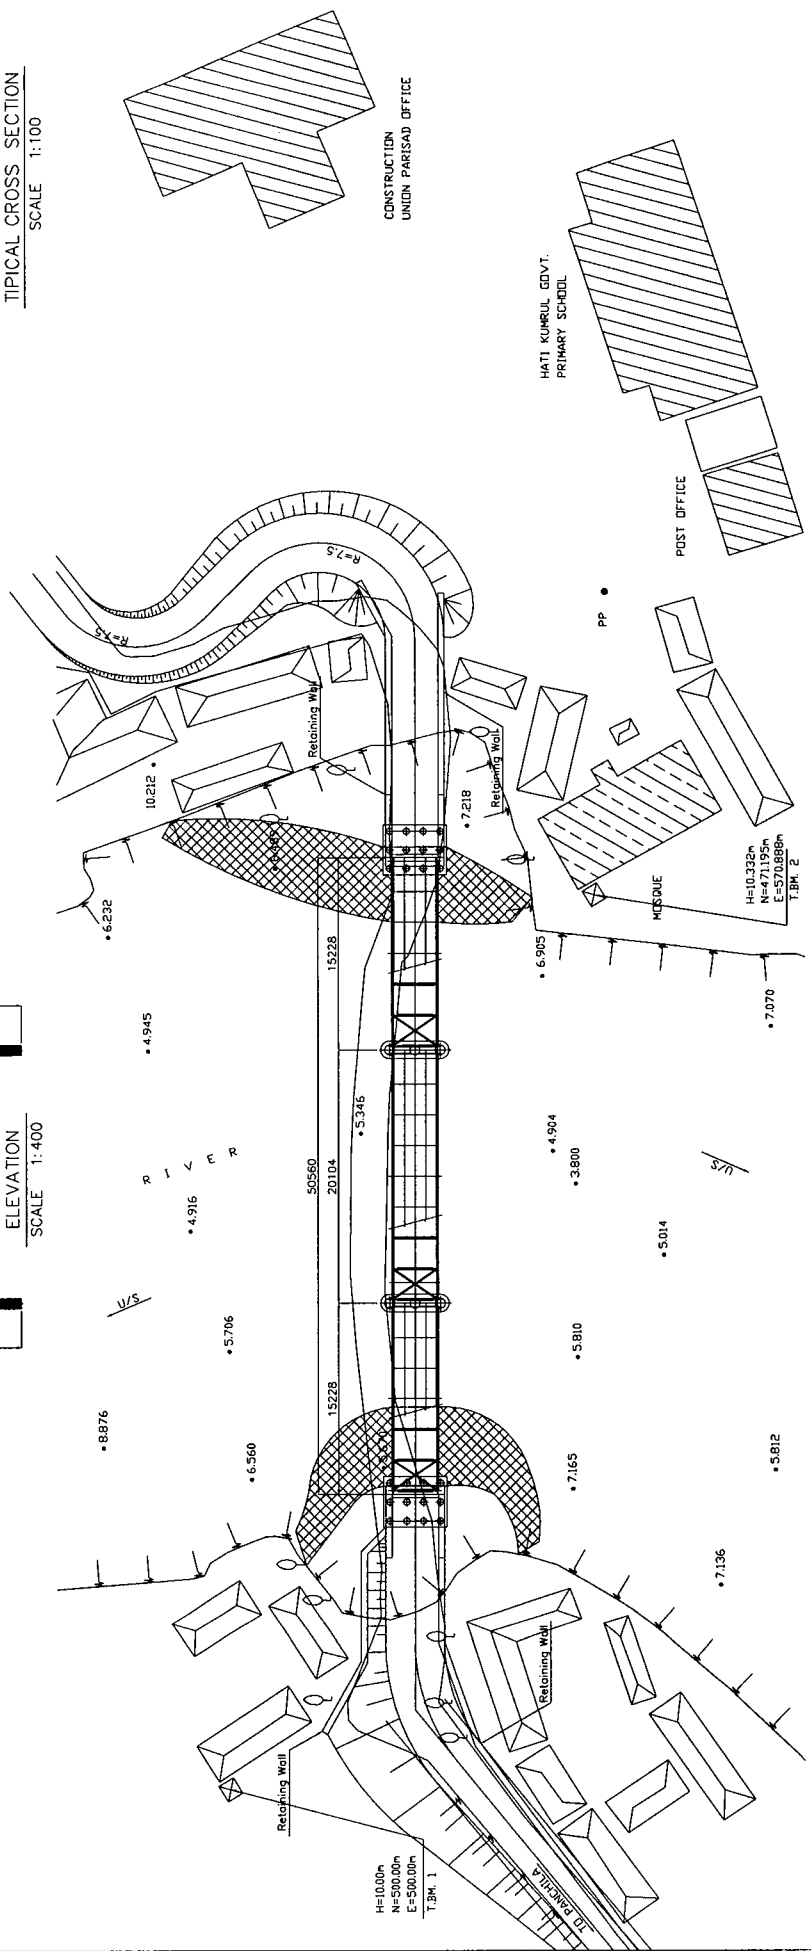 TIPICAL CROSS SECTION
SCALE 1:100
ELEVATION
SCALE 1:400
CONSTRUCTION
UNION PARISAD OFFICE
HATI KUMRUL GOVT.
PRIMARY SCHOOL
POST OFFICE
PP
MOSQUE
H=10.332m
N=471.195m
E=570.888m
T.BM. 2
R=7.5
R=7.5
Retaining Wall
Retaining Wall
10.212
7.218
6.232
6.905
7.070
4.945
5.346
4.904
3.800
R I V E R
4.916
5.014
U/S
U/S
5.706
5.810
8.876
6.560
7.165
5.812
7.136
15228
50560
20104
15228
Retaining Wall
Retaining Wall
H=10.00m
N=500.00m
E=500.00m
T.BM. 1
TO PANCHILA